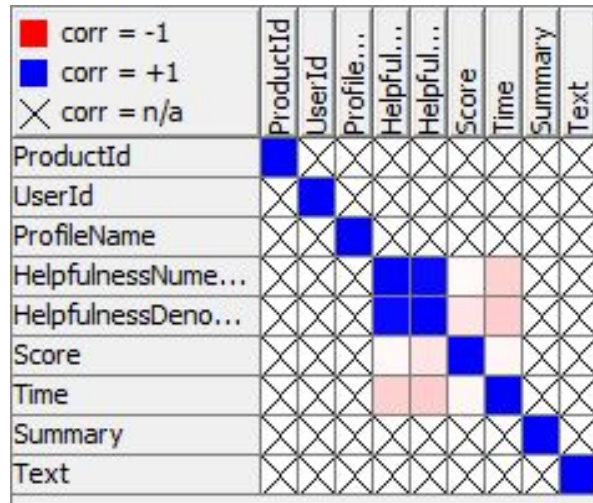 corr = -1
corr = +1
corr = n/a
ProductId
UserId
Profile...
Helpful...
Helpful...
Score
Time
Summary
Text
ProductId
UserId
ProfileName
HelpfulnessNume...
HelpfulnessDeno...
Score
Time
Summary
Text